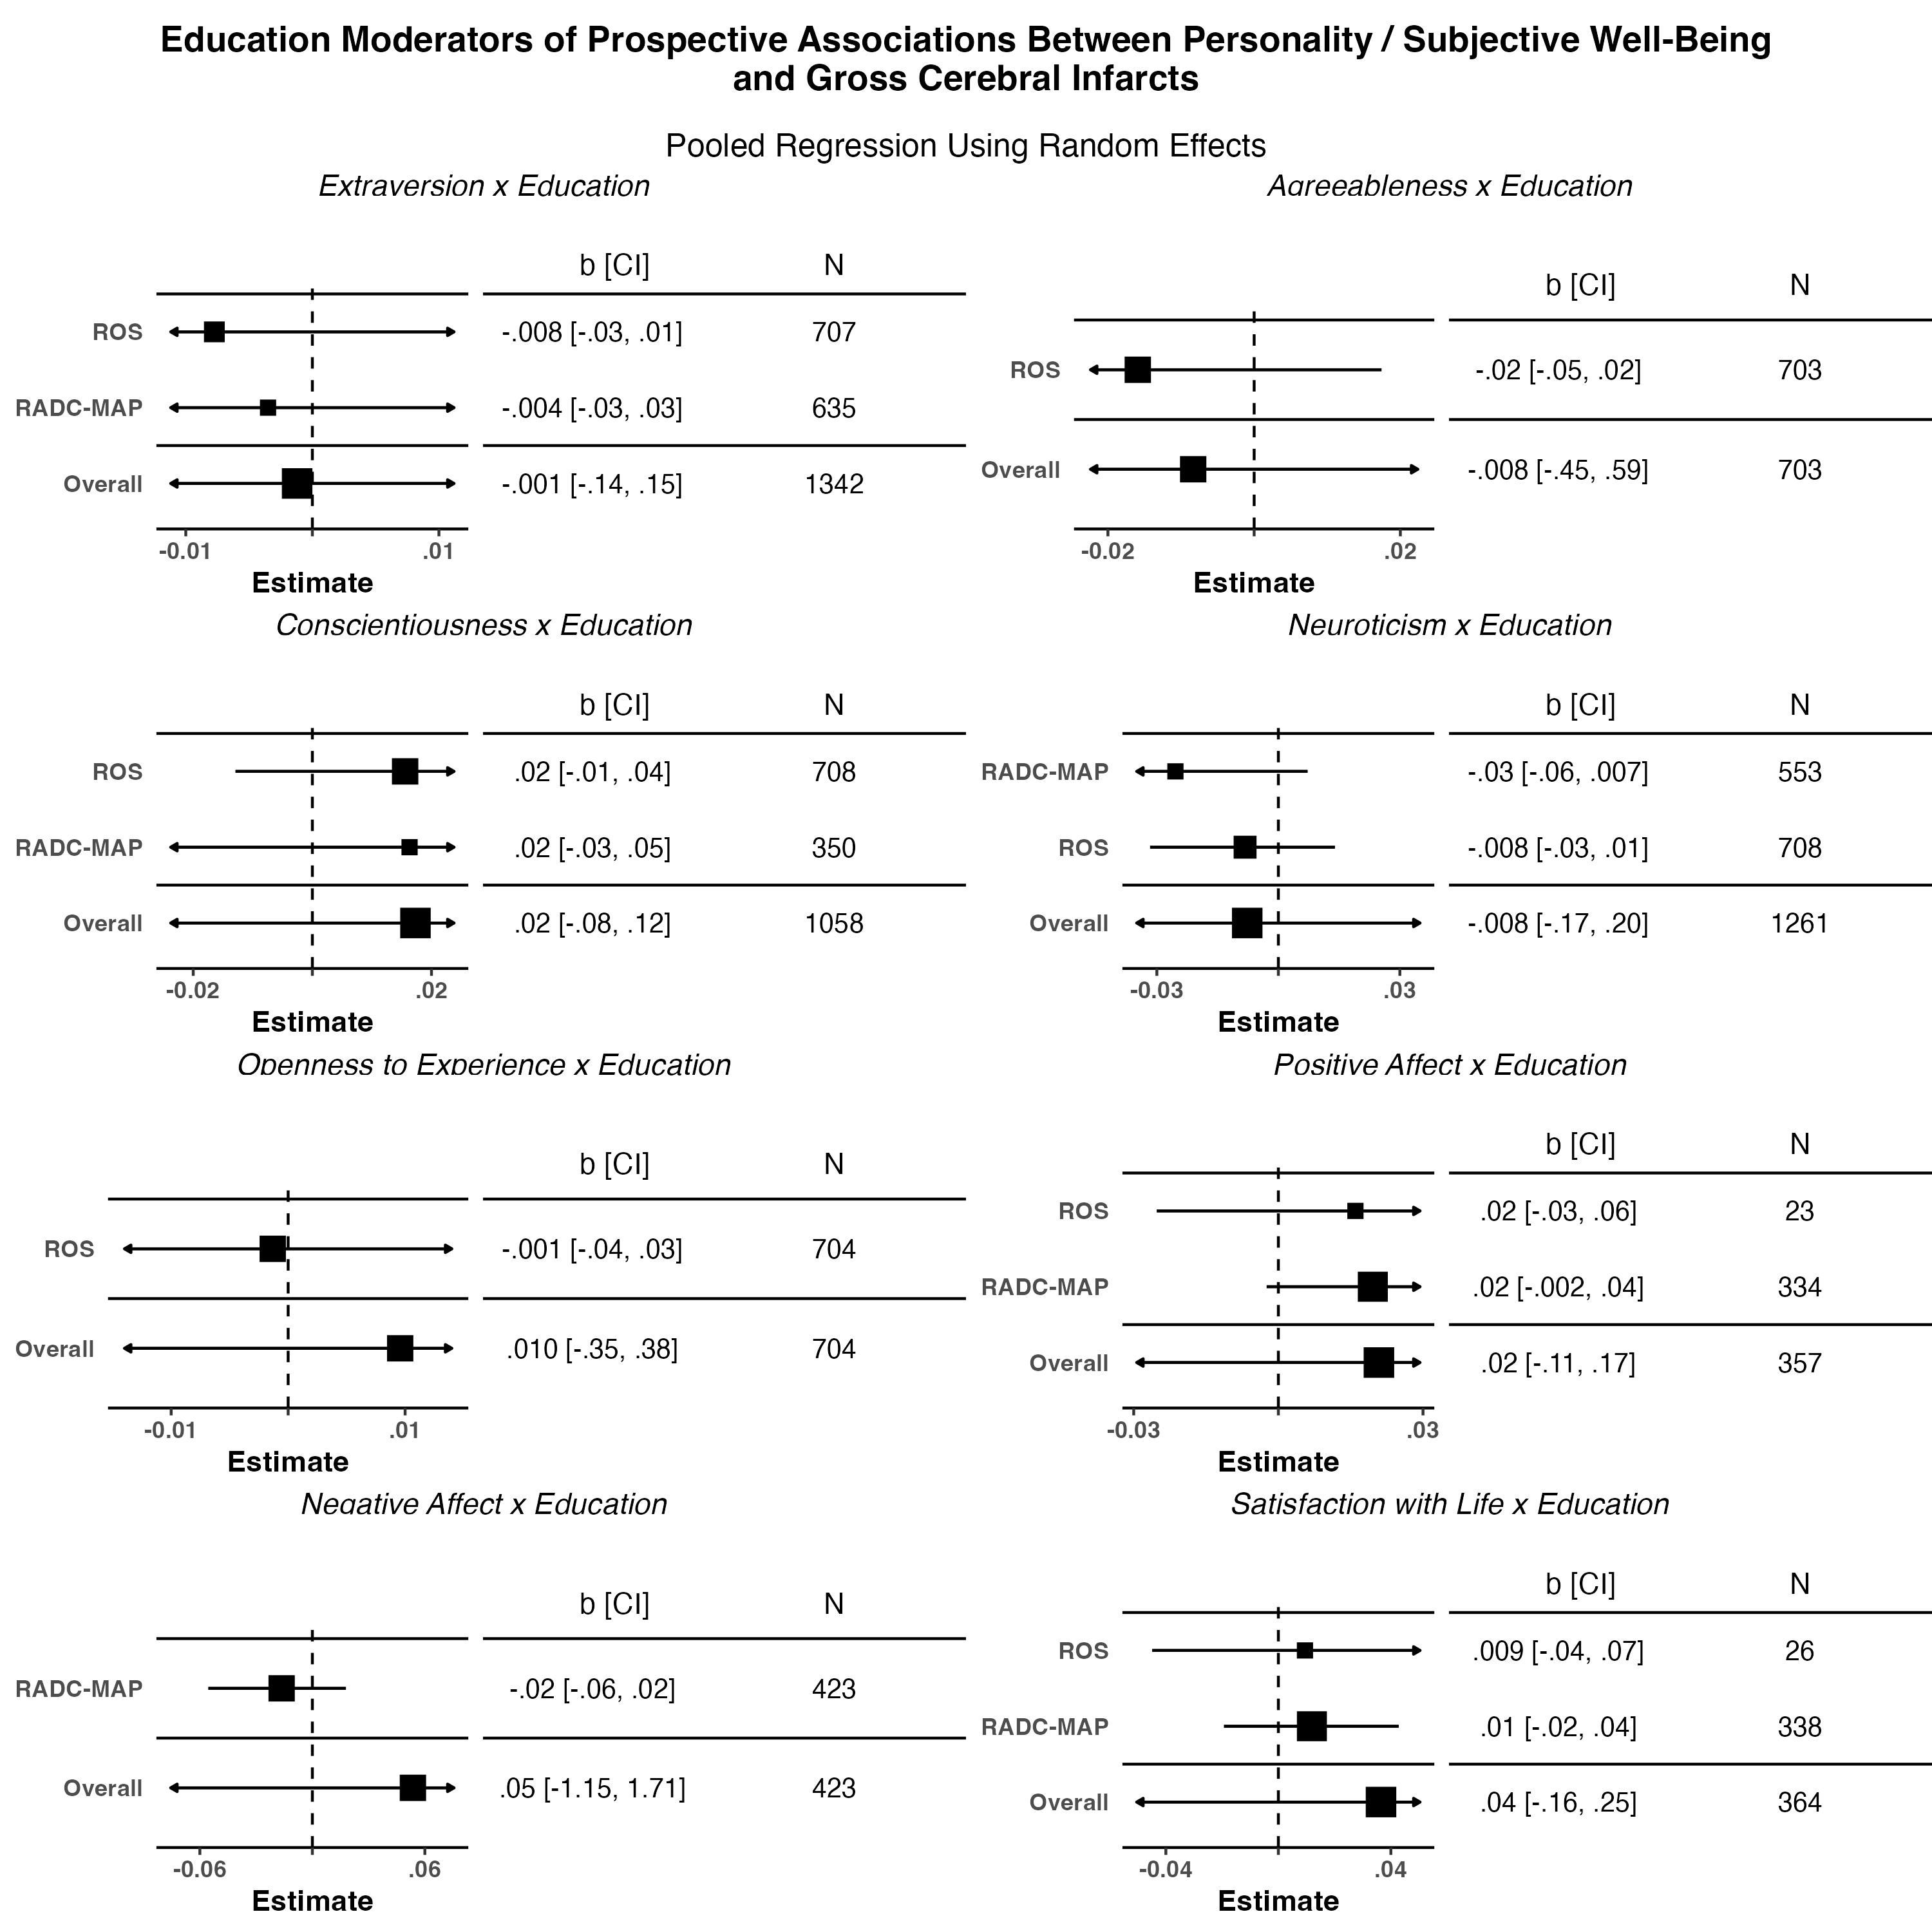 Education Moderators of Prospective Associations Between Personality / Subjective Well-Being
and Gross Cerebral Infarcts
Pooled Regression Using Random Effects
Extraversion x Education
b [CI] N
ROS -.008 [-.03, .01] 707
RADC-MAP -.004 [-.03, .03] 635
Overall -.001 [-.14, .15] 1342
-0.01 .01
Estimate
Agreeableness x Education
b [CI] N
ROS -.02 [-.05, .02] 703
Overall -.008 [-.45, .59] 703
-0.02 .02
Estimate
Conscientiousness x Education
b [CI] N
ROS .02 [-.01, .04] 708
RADC-MAP .02 [-.03, .05] 350
Overall .02 [-.08, .12] 1058
-0.02 .02
Estimate
Neuroticism x Education
b [CI] N
RADC-MAP -.03 [-.06, .007] 553
ROS -.008 [-.03, .01] 708
Overall -.008 [-.17, .20] 1261
-0.03 .03
Estimate
Openness to Experience x Education
b [CI] N
ROS -.001 [-.04, .03] 704
Overall .010 [-.35, .38] 704
-0.01 .01
Estimate
Positive Affect x Education
b [CI] N
ROS .02 [-.03, .06] 23
RADC-MAP .02 [-.002, .04] 334
Overall .02 [-.11, .17] 357
-0.03 .03
Estimate
Negative Affect x Education
b [CI] N
RADC-MAP -.02 [-.06, .02] 423
Overall .05 [-1.15, 1.71] 423
-0.06 .06
Estimate
Satisfaction with Life x Education
b [CI] N
ROS .009 [-.04, .07] 26
RADC-MAP .01 [-.02, .04] 338
Overall .04 [-.16, .25] 364
-0.04 .04
Estimate